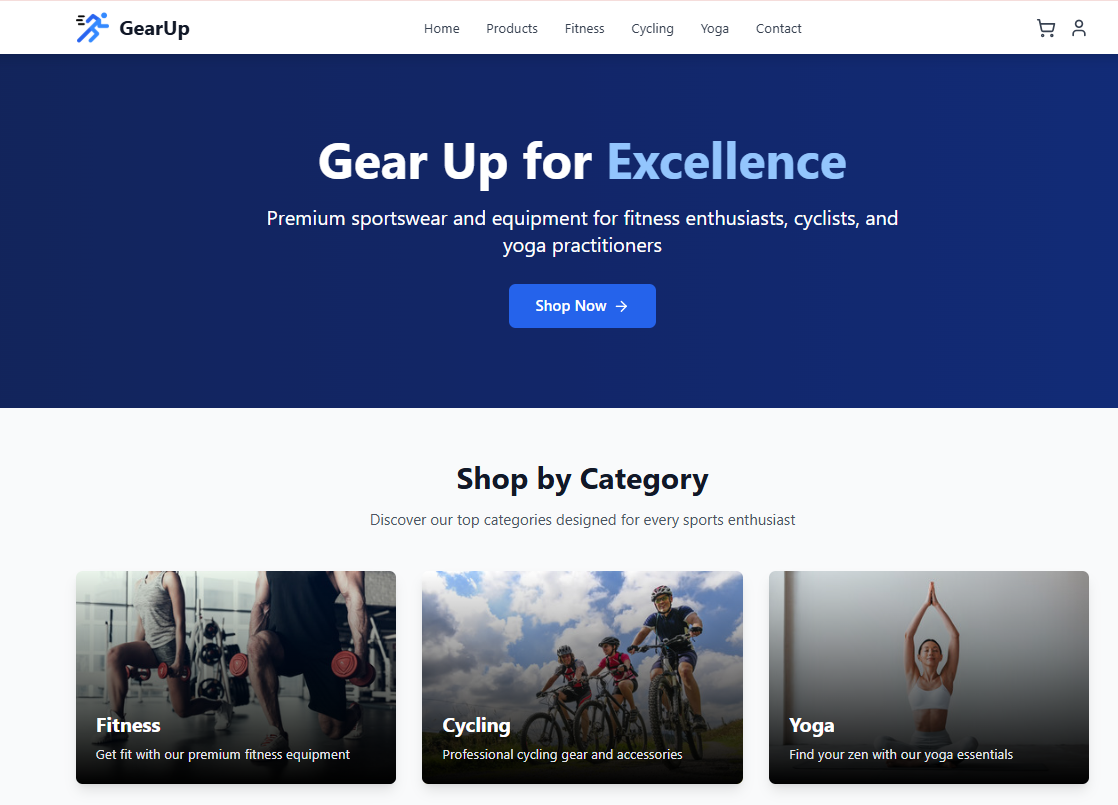 GearUp
Home Products Fitness Cycling Yoga Contact
Gear Up for Excellence
Premium sportswear and equipment for fitness enthusiasts, cyclists, and
yoga practitioners
Shop Now →
Shop by Category
Discover our top categories designed for every sports enthusiast
Fitness
Get fit with our premium fitness equipment
Cycling
Professional cycling gear and accessories
Yoga
Find your zen with our yoga essentials